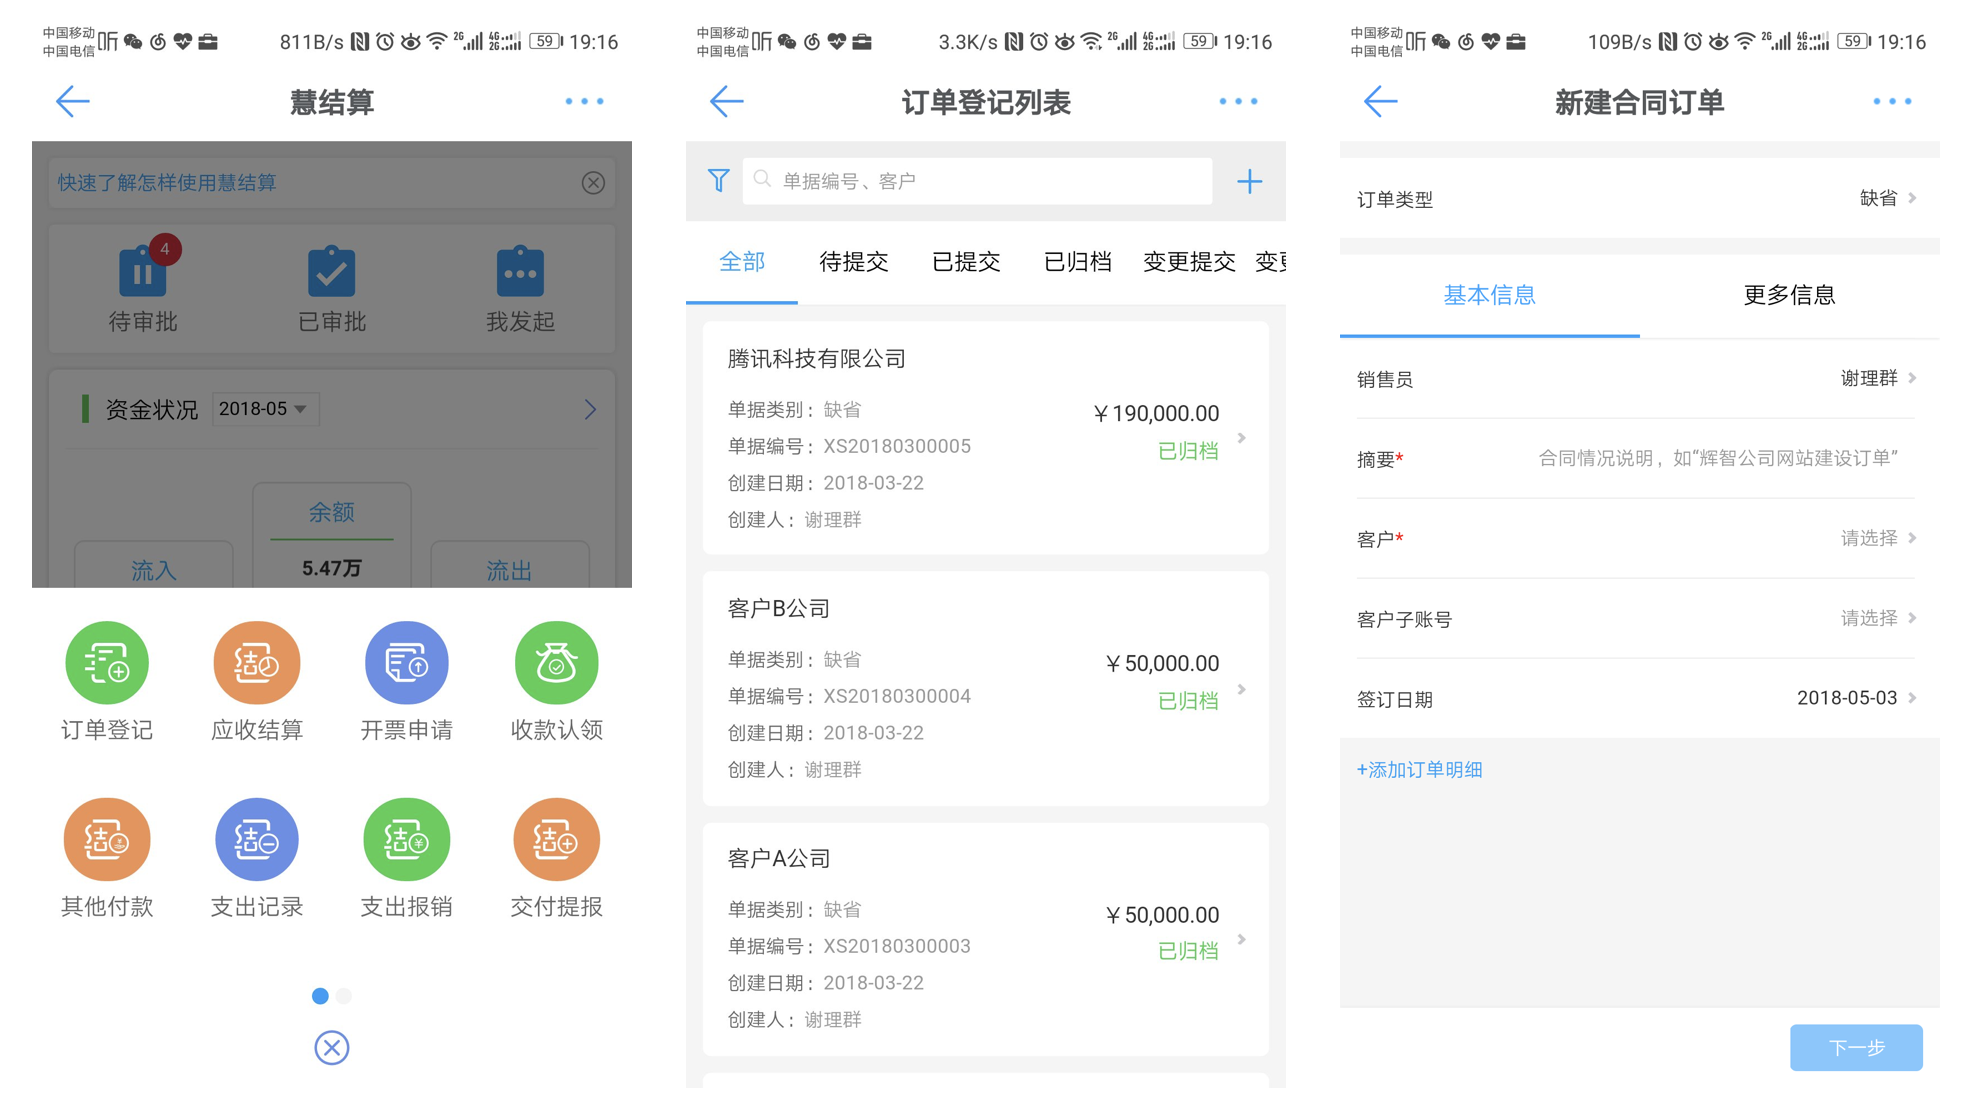 中国移动
中国电信
听
811B/s
2G
4G
2G
59
19:16
慧结算
快速了解怎样使用慧结算
4
待审批
已审批
我发起
资金状况
2018-05
余额
5.47万
流入
流出
订单登记
应收结算
开票申请
收款认领
其他付款
支出记录
支出报销
交付提报
中国移动
中国电信
听
3.3K/s
2G
4G
2G
59
19:16
订单登记列表
单据编号、客户
全部
待提交
已提交
已归档
变更提交
腾讯科技有限公司
单据类别：缺省
¥190,000.00
单据编号：XS20180300005
已归档
创建日期：2018-03-22
创建人：谢理群
客户B公司
单据类别：缺省
¥50,000.00
单据编号：XS20180300004
已归档
创建日期：2018-03-22
创建人：谢理群
客户A公司
单据类别：缺省
¥50,000.00
单据编号：XS20180300003
已归档
创建日期：2018-03-22
创建人：谢理群
中国移动
中国电信
听
109B/s
2G
4G
2G
59
19:16
新建合同订单
订单类型
缺省
基本信息
更多信息
销售员
谢理群
摘要*
合同情况说明，如“辉智公司网站建设订单”
客户*
请选择
客户子账号
请选择
签订日期
2018-05-03
+添加订单明细
下一步